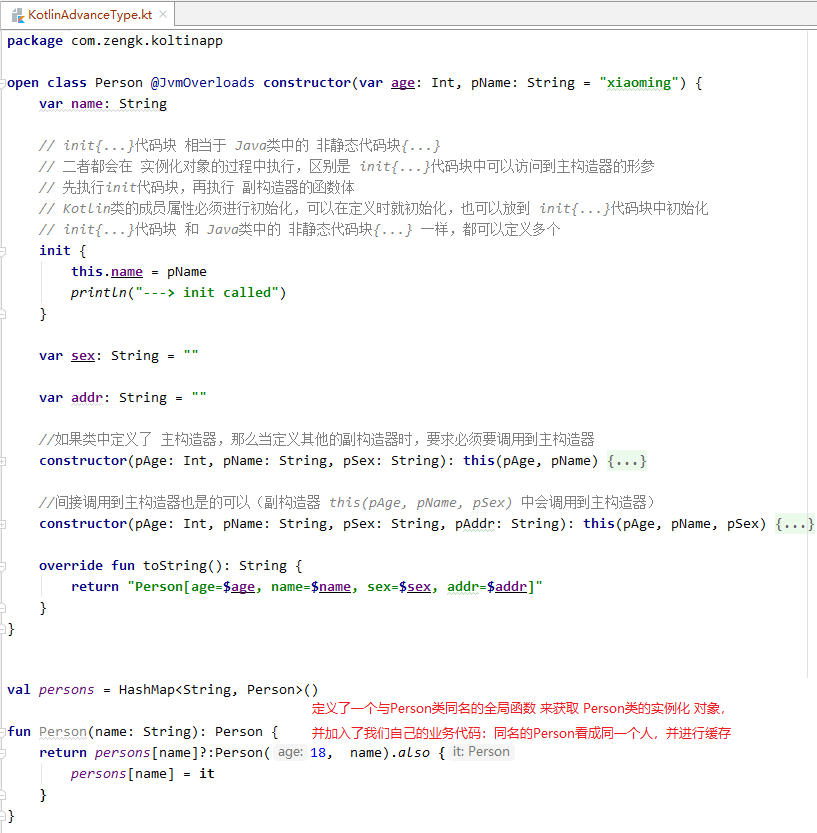 KotlinAdvanceType.kt
package com.zengk.koltinapp
open class Person @JvmOverloads constructor(var age: Int, pName: String = "xiaoming") {
var name: String
// init{...}代码块 相当于 Java类中的 非静态代码块{...}
// 二者都会在 实例化对象的过程中执行，区别是 init{...}代码块中可以访问到主构造器的形参
// 先执行init代码块，再执行 副构造器的函数体
// Kotlin类的成员属性必须进行初始化，可以在定义时就初始化，也可以放到 init{...}代码块中初始化
// init{...}代码块 和 Java类中的 非静态代码块{...} 一样，都可以定义多个
init {
this.name = pName
println("---> init called")
}
var sex: String = ""
var addr: String = ""
//如果类中定义了 主构造器，那么当定义其他的副构造器时，要求必须要调用到主构造器
constructor(pAge: Int, pName: String, pSex: String): this(pAge, pName) {...}
//间接调用到主构造器也是的可以（副构造器 this(pAge, pName, pSex) 中会调用到主构造器）
constructor(pAge: Int, pName: String, pSex: String, pAddr: String): this(pAge, pName, pSex) {...}
override fun toString(): String {
return "Person[age=$age, name=$name, sex=$sex, addr=$addr]"
}
}
val persons = HashMap<String, Person>()
定义了一个与Person类同名的全局函数 来获取 Person类的实例化 对象，
fun Person(name: String): Person {
并加入了我们自己的业务代码：同名的Person看成同一个人，并进行缓存
return persons[name]?:Person( age: 18, name).also { it: Person
persons[name] = it
}
}